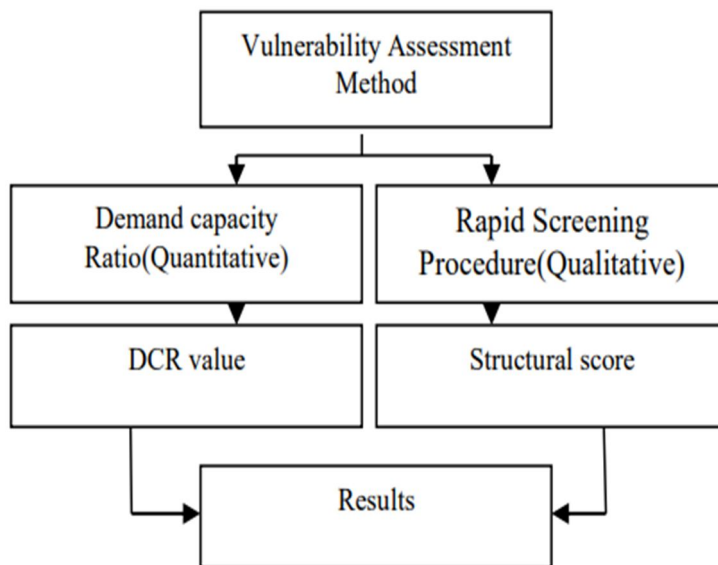 Vulnerability Assessment
Method
Demand capacity
Ratio(Quantitative)
Rapid Screening
Procedure(Qualitative)
DCR value
Structural score
Results